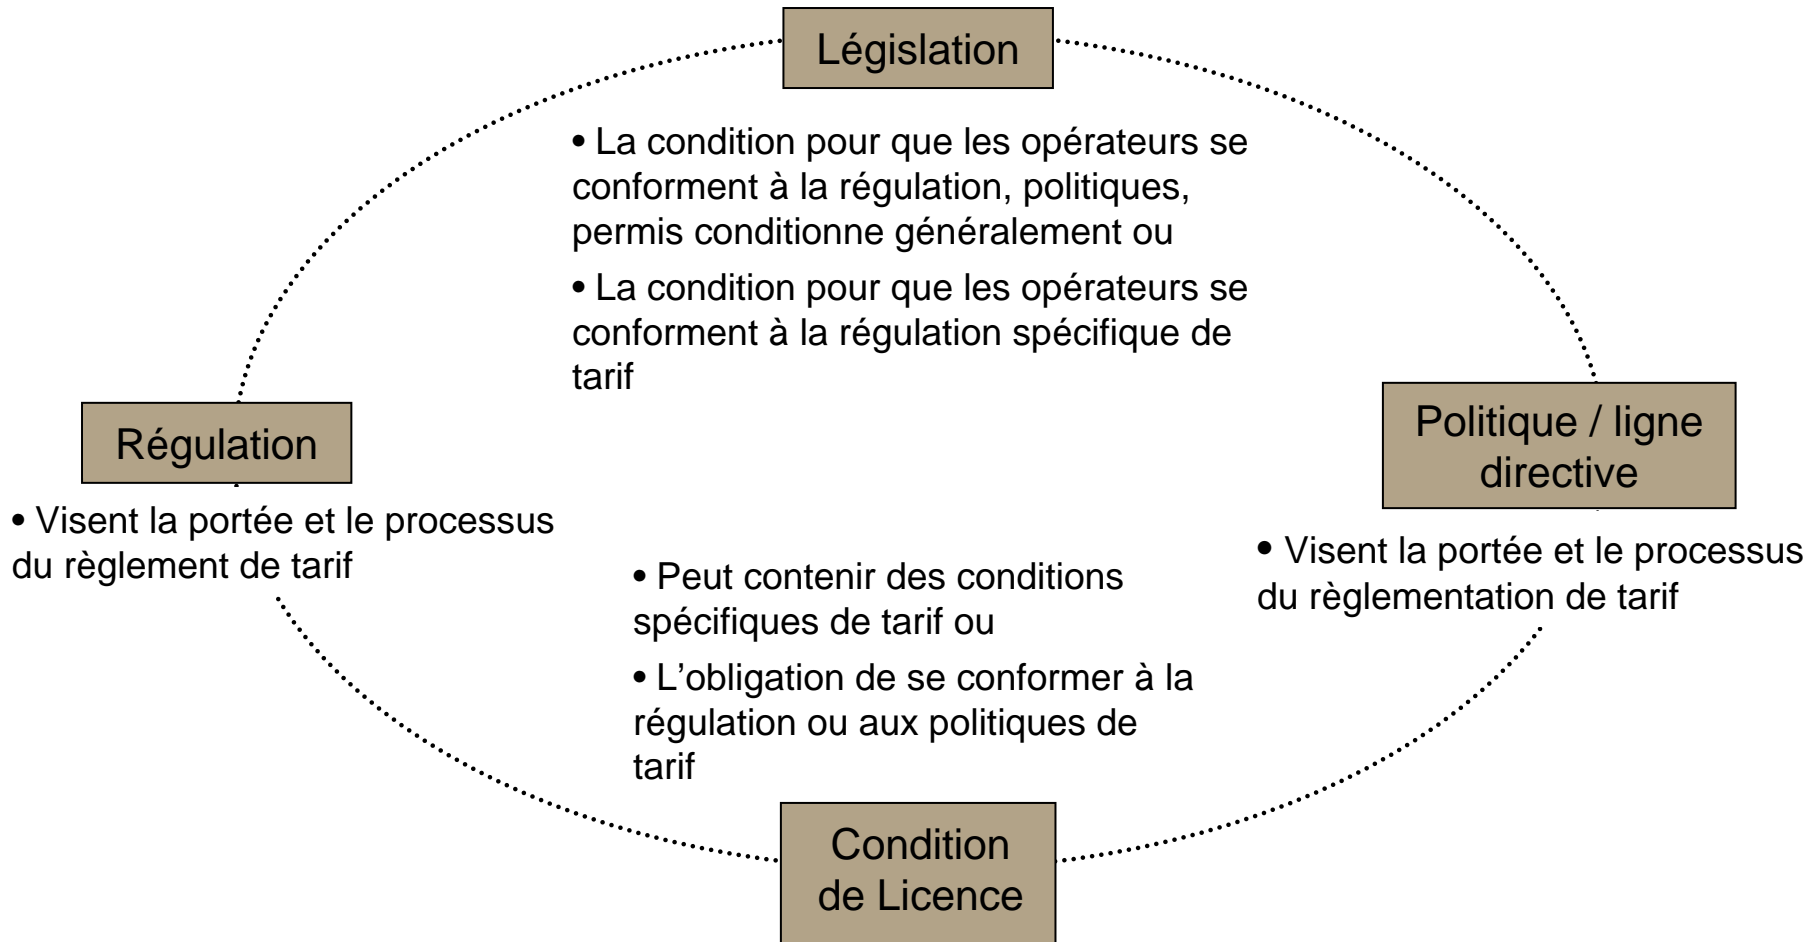 Législation
• La condition pour que les opérateurs se
conforment à la régulation, politiques,
permis conditionne généralement ou
• La condition pour que les opérateurs se
conforment à la régulation spécifique de
tarif
Régulation
• Visent la portée et le processus
du règlement de tarif
Politique / ligne
directive
• Visent la portée et le processus
du règlementation de tarif
• Peut contenir des conditions
spécifiques de tarif ou
• L’obligation de se conformer à la
régulation ou aux politiques de
tarif
Condition
de Licence